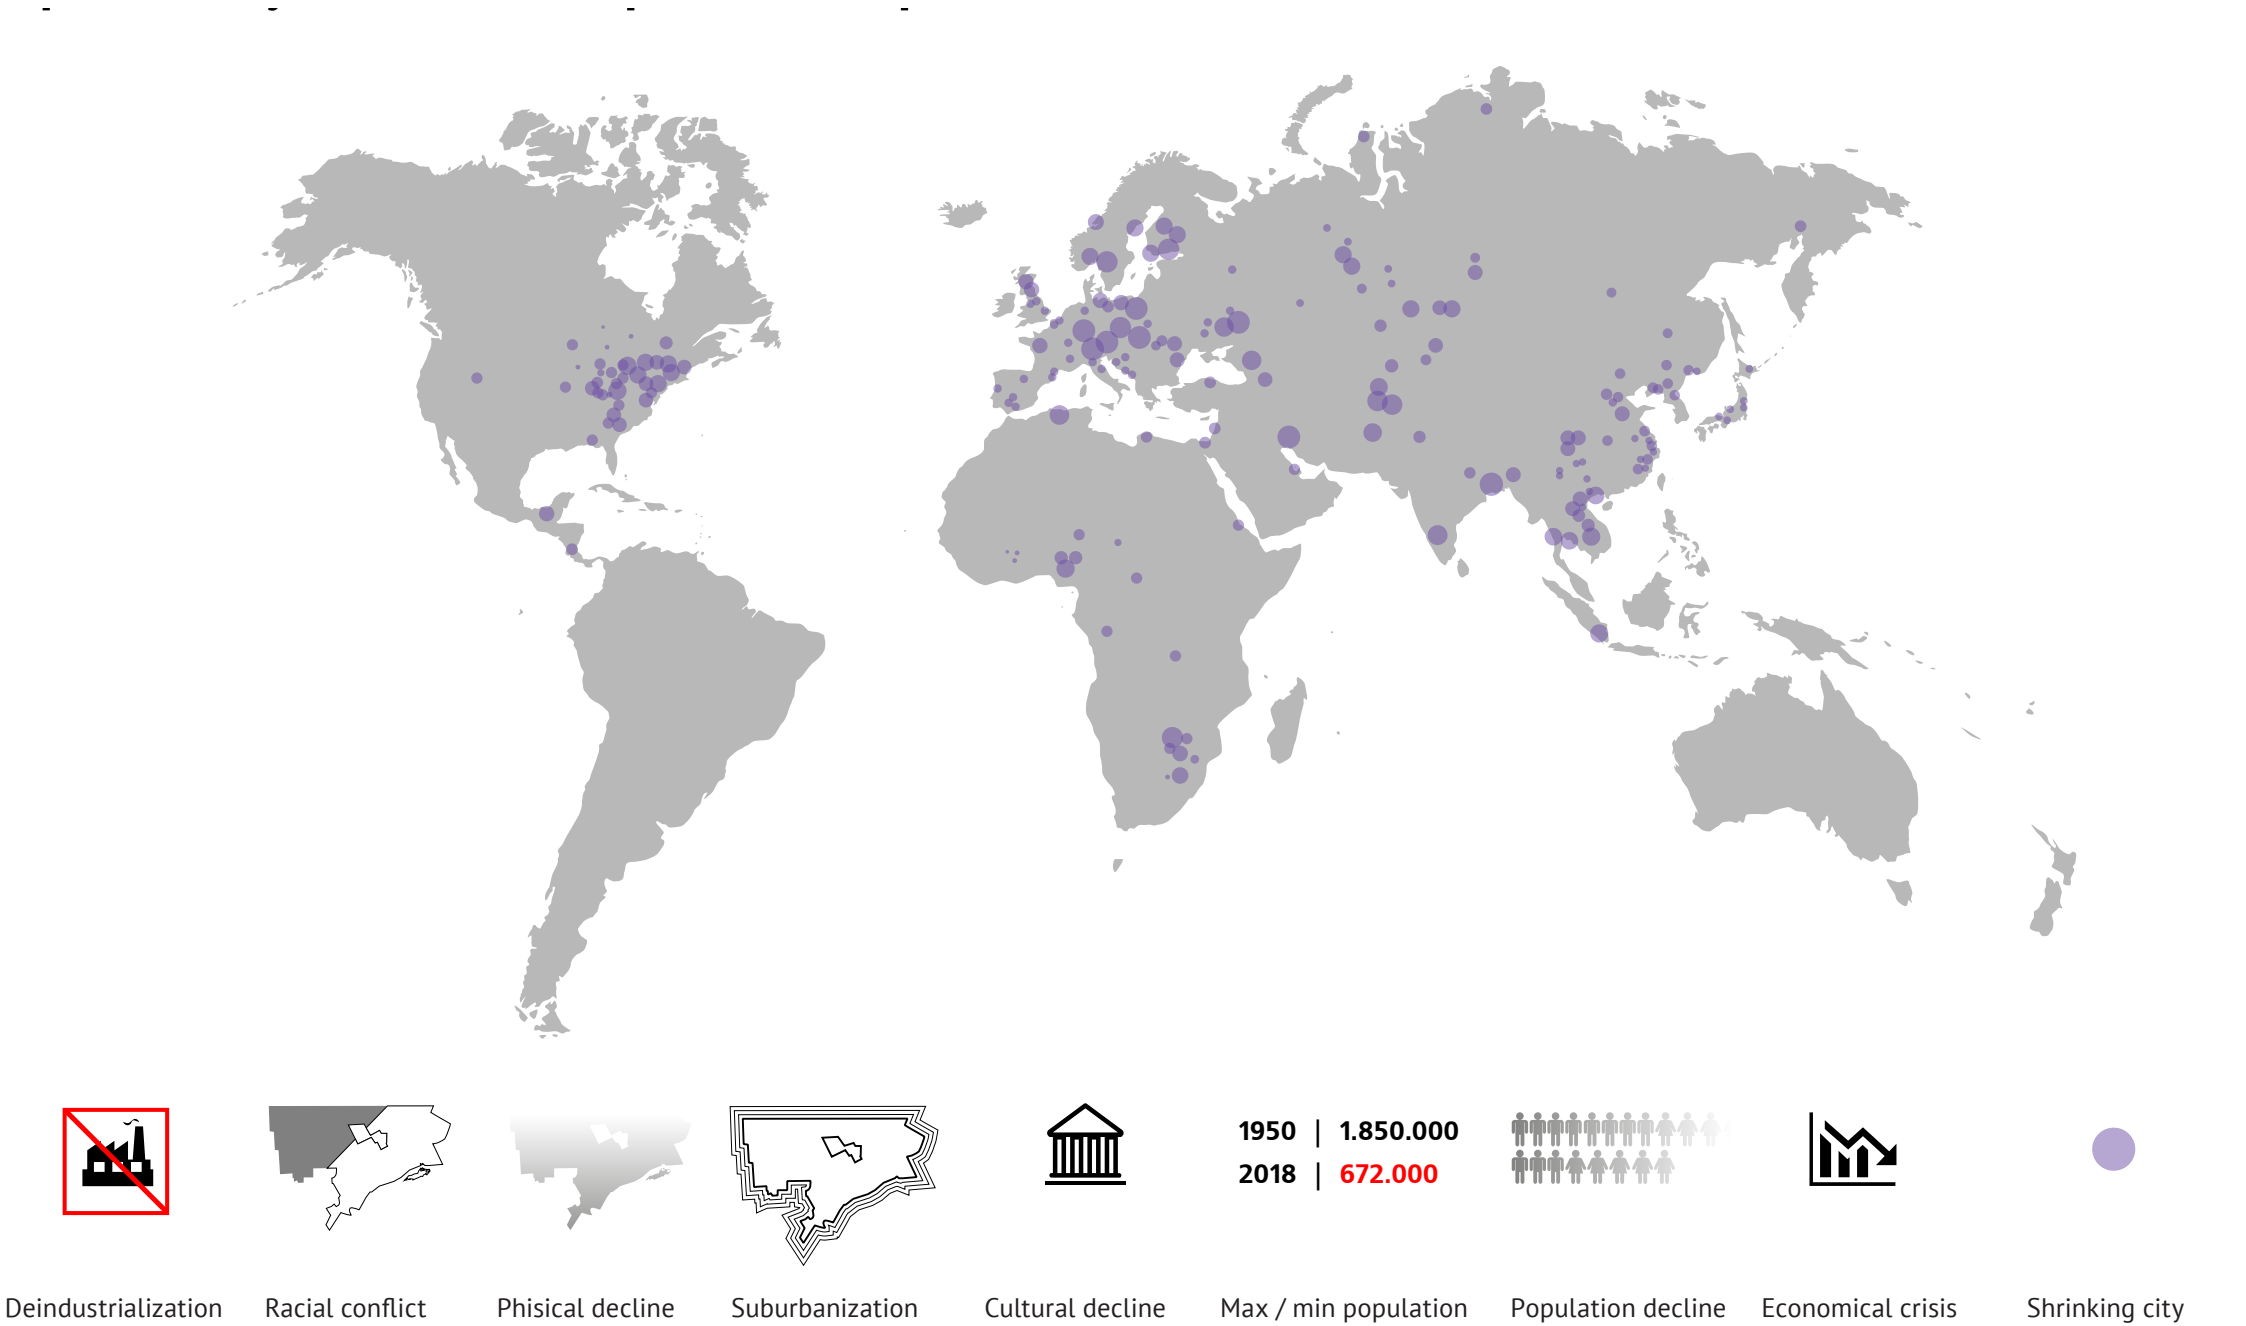 1950 | 1.850.000
2018 | 672.000
Deindustrialization
Racial conflict
Phisical decline
Suburbanization
Cultural decline
Max / min population
Population decline
Economical crisis
Shrinking city